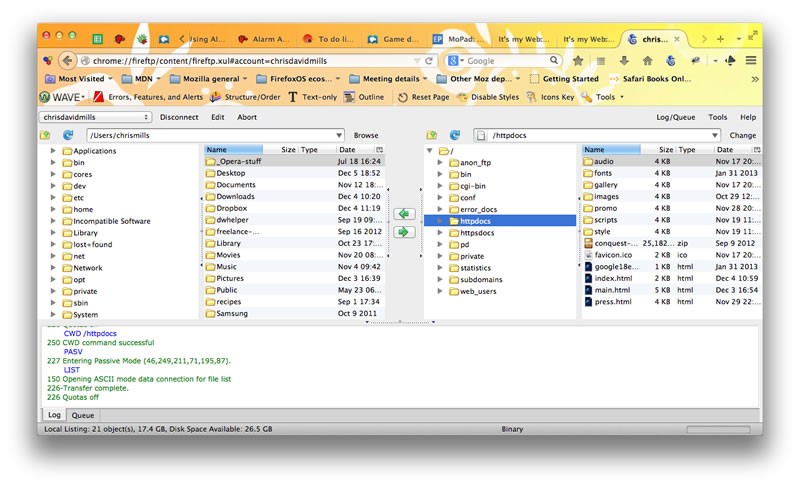 Using Al...
Alarm A...
To do li...
Game d...
MoPad: ...
It's my Web: ...
It's my Web: ...
chris...
chrome://fireftp/content/fireftp.xul#account=chrisdavidmills
Google
Most Visited
MDN
Mozilla general
FirefoxOS ecos...
Meeting details
Other Moz dep...
Getting Started
Safari Books Onl...
WAVE
Errors, Features, and Alerts
Structure/Order
Text-only
Outline
Reset Page
Disable Styles
Icons Key
Tools
chrisdavidmills
Disconnect
Edit
Abort
Log/Queue
Tools
Help
/Users/chrismills
Browse
/httpdocs
Change
Applications
bin
cores
dev
etc
home
Incompatible Software
Library
lost+found
net
Network
opt
private
sbin
System
Name Size Type Date
_Opera-stuff Jul 18 16:24
Desktop Dec 5 18:52
Documents Nov 12 18:...
Downloads Dec 4 10:20
Dropbox Dec 4 11:19
dwhelper Sep 19 09:...
freelance-... Sep 16 2012
Library Oct 23 17:...
Movies Nov 20 08:...
Music Nov 4 09:42
Pictures Dec 3 16:13
Public May 23 06...
recipes Sep 1 17:34
Samsung Oct 9 2011
/
anon_ftp
bin
cgi-bin
conf
error_docs
httpdocs
httpsdocs
pd
private
statistics
subdomains
web_users
Name Size Type Date
audio 4 KB Nov 17 20:...
fonts 4 KB Jan 31 2013
gallery 4 KB Nov 17 20:...
images 4 KB Oct 29 12:...
promo 4 KB Nov 28 20:...
scripts 4 KB Nov 19 11:...
style 4 KB Nov 19 11:...
conquest-... 25,182... zip Sep 9 2012
favicon.ico 2 KB ico Nov 17 20:...
google18e... 1 KB html Jan 31 2013
index.html 2 KB html Dec 4 10:59
main.html 5 KB html Dec 3 16:54
press.html 4 KB html Nov 29 22:...
CWD /httpdocs
250 CWD command successful
PASV
227 Entering Passive Mode (46,249,211,71,195,87).
LIST
150 Opening ASCII mode data connection for file list
226-Transfer complete.
226 Quotas off
Log
Queue
Local Listing: 21 object(s), 17.4 GB, Disk Space Available: 26.5 GB
Binary